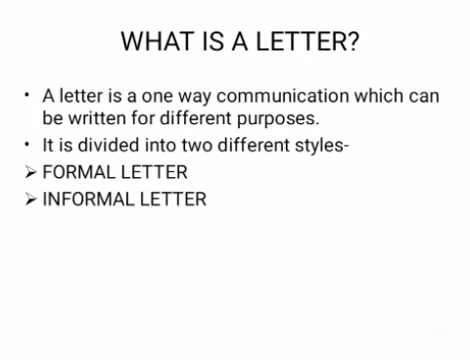 WHAT IS A LETTER?
• A letter is a one way communication which can
be written for different purposes.
• It is divided into two different styles-
➢ FORMAL LETTER
➢ INFORMAL LETTER